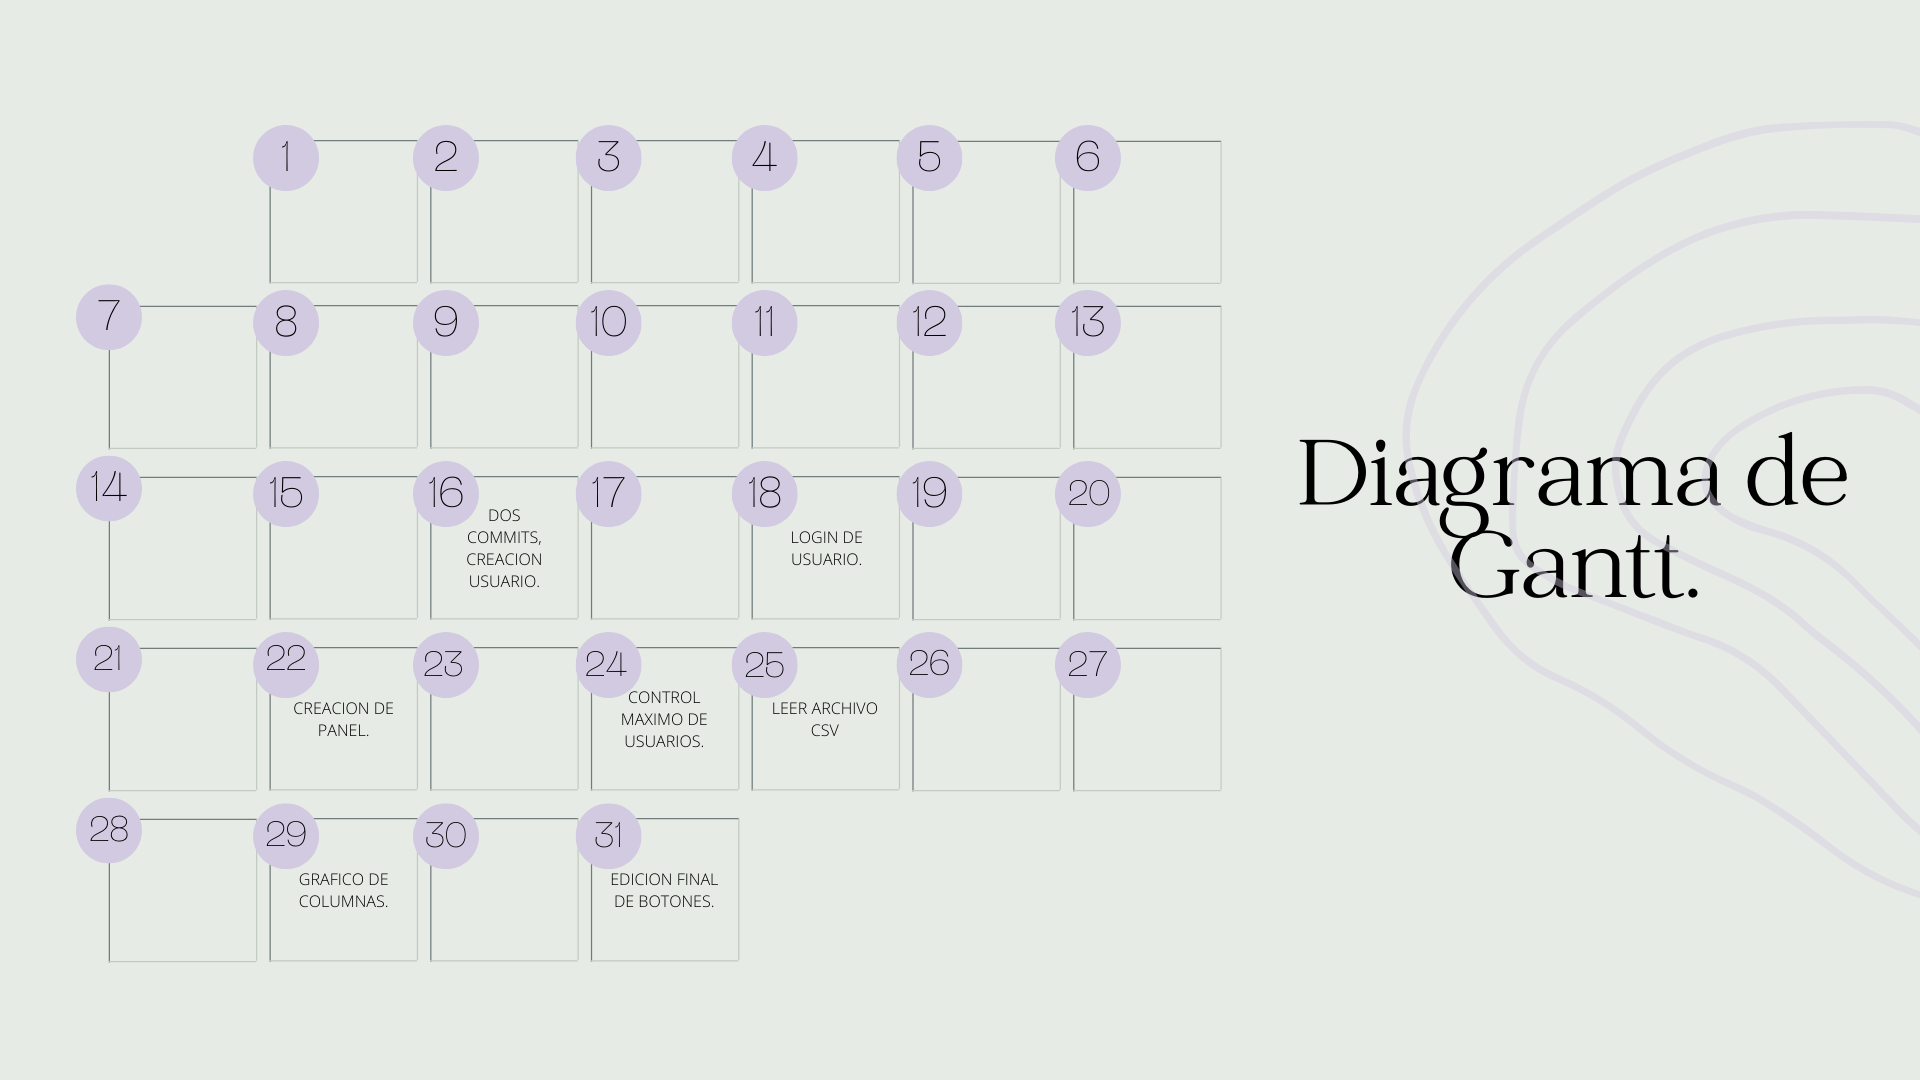 1 2 3 4 5 6
7 8 9 10 11 12 13
14 15 16 17 18 19 20
DOS
COMMITS,
CREACION
USUARIO.
LOGIN DE
USUARIO.
21 22 23 24 25 26 27
CREACION DE
PANEL.
CONTROL
MAXIMO DE
USUARIOS.
LEER ARCHIVO
CSV
28 29 30 31
GRAFICO DE
COLUMNAS.
EDICION FINAL
DE BOTONES.
Diagrama de
Gantt.